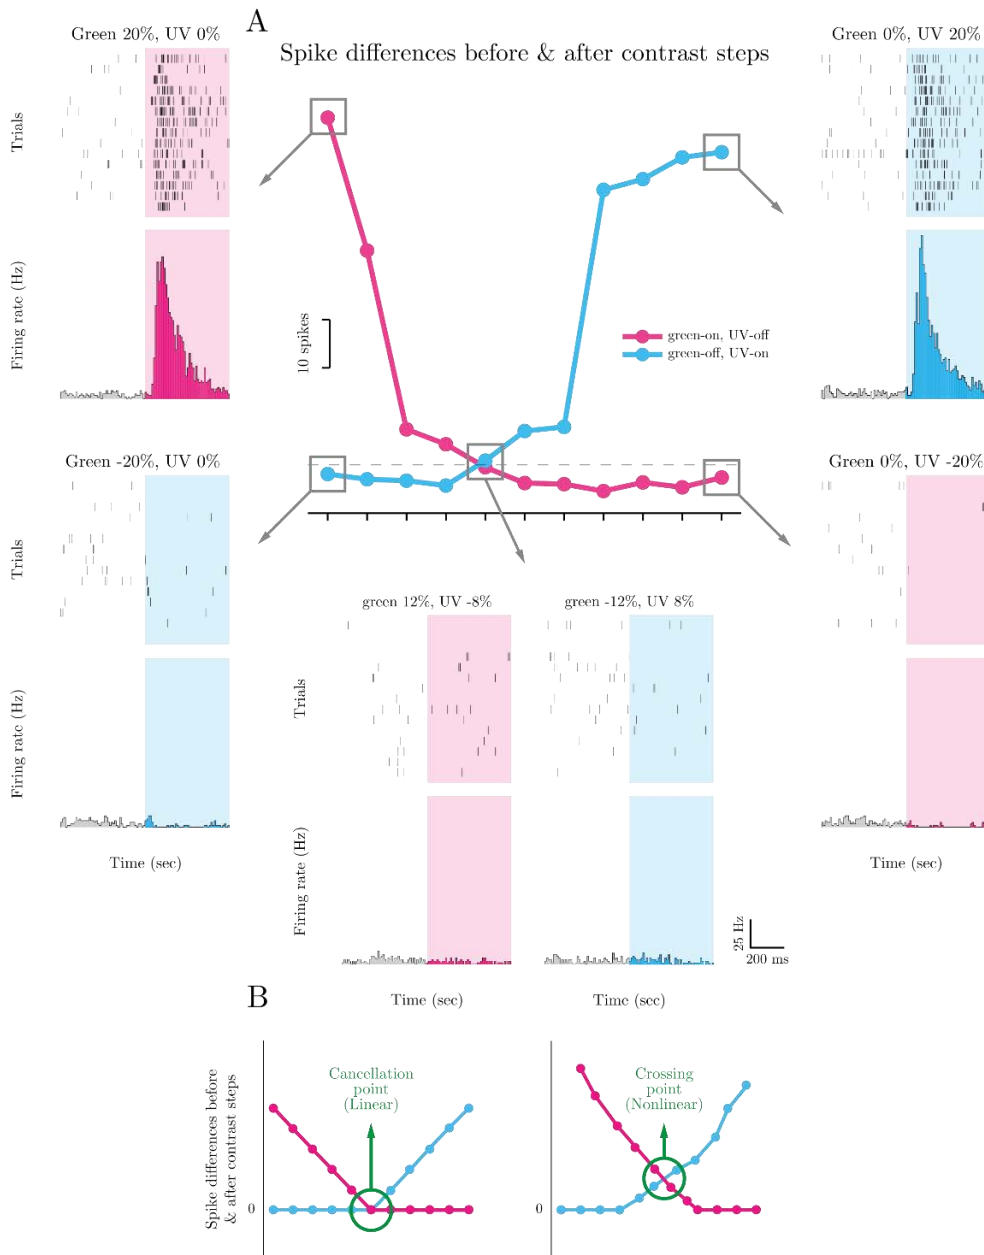 A
Spike differences before & after contrast steps
Green 20%, UV 0%
Trials
Firing rate (Hz)
Green 0%, UV 20%
10 spikes
green-on, UV-off
green-off, UV-on
Green -20%, UV 0%
Trials
Firing rate (Hz)
Time (sec)
Green 0%, UV -20%
Time (sec)
green 12%, UV -8%
green -12%, UV 8%
Trials
Firing rate (Hz)
25 Hz
200 ms
Time (sec)
Time (sec)
B
Spike differences before
& after contrast steps
0
Cancellation
point
(Linear)
0
Crossing
point
(Nonlinear)